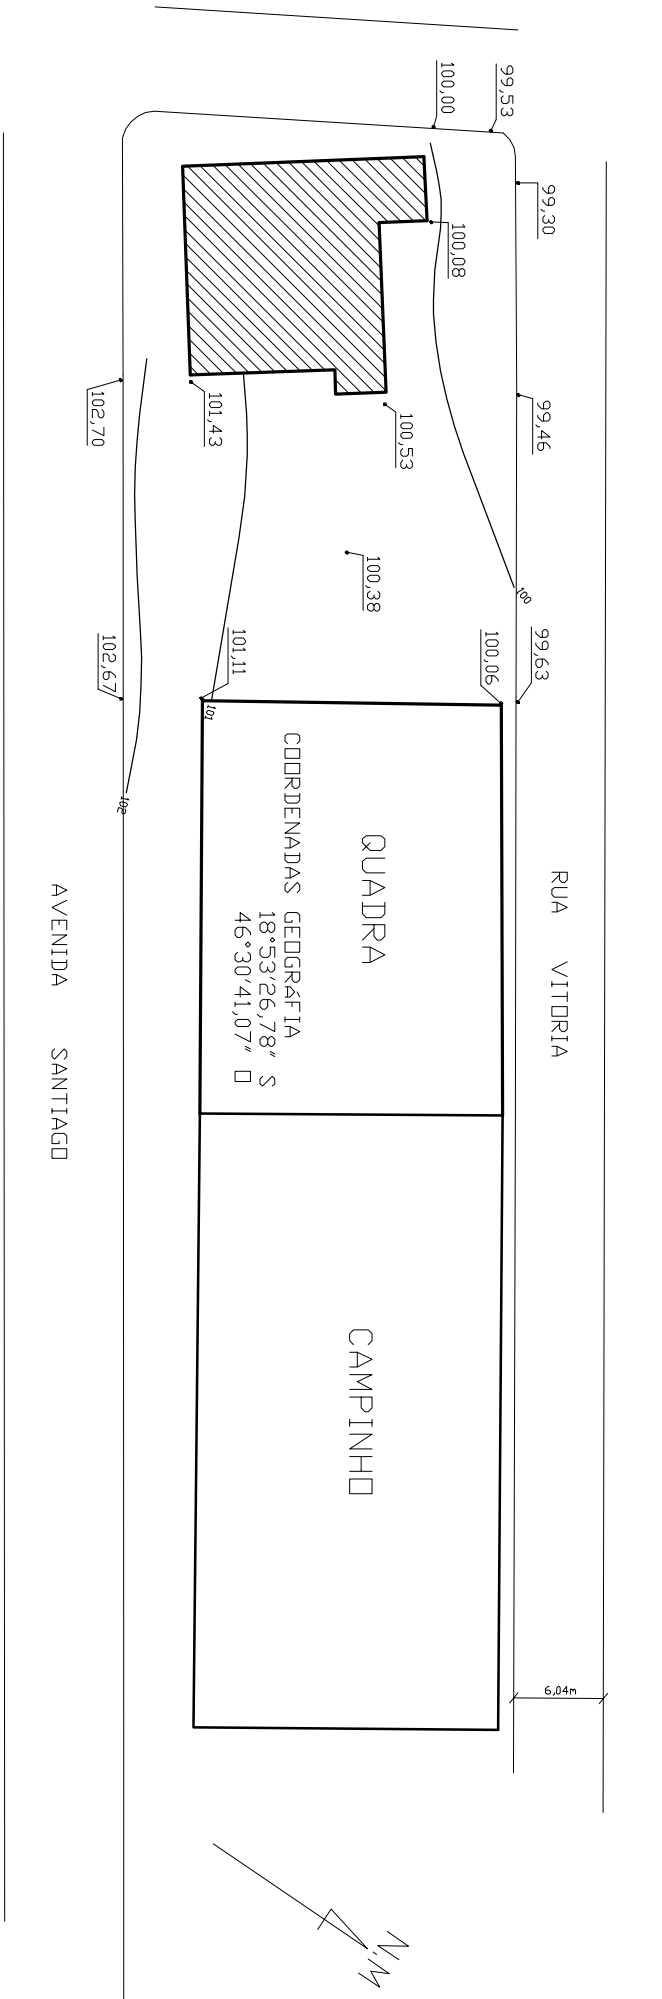 99,53
100,00
99,30
100,08
99,46
100,53
101,43
102,70
100,38
100
99,63
100,06
101,11
102,67
101
102
RUA VITORIA
QUADRA
COORDENADAS GEOGRÁFIA
18°53'26,78" S
46°30'41,07" O
AVENIDA SANTIAGO
CAMPINHO
6,04m
N.M